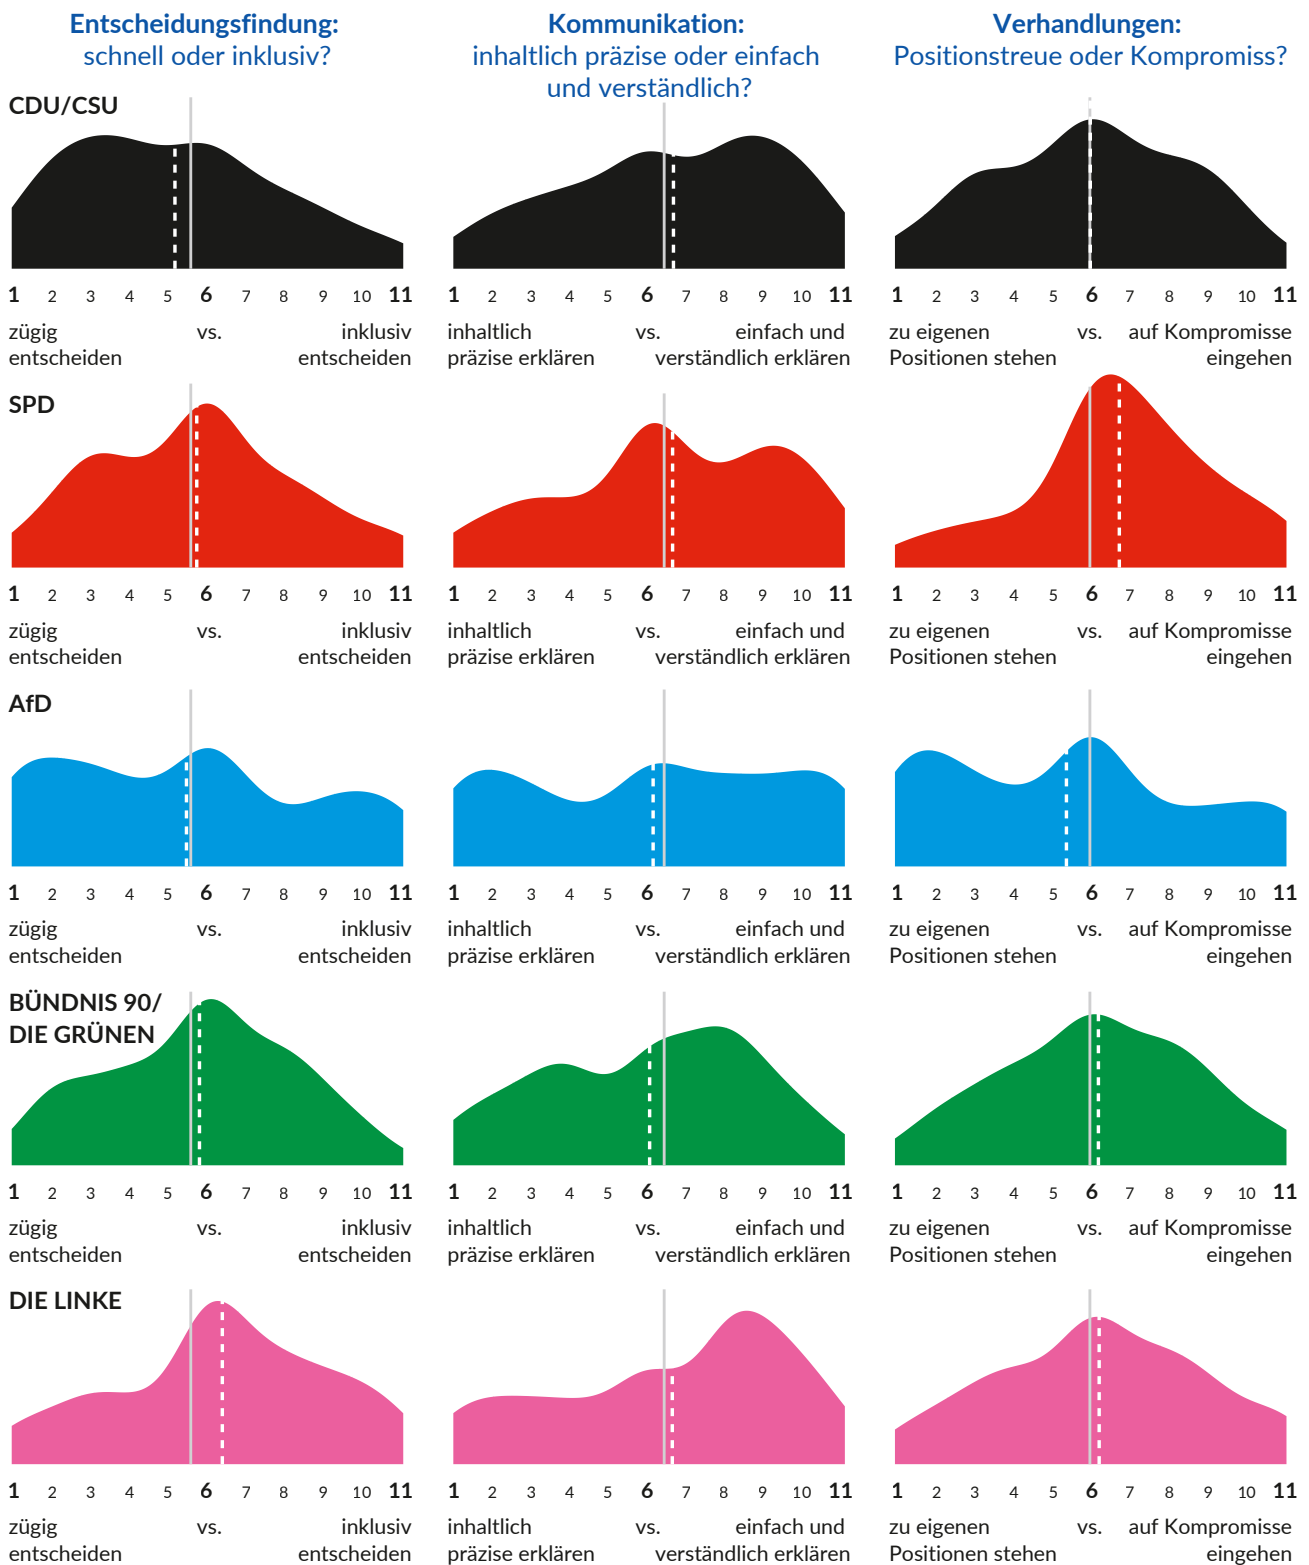 Entscheidungsfindung:
schnell oder inklusiv?
Kommunikation:
inhaltlich präzise oder einfach
und verständlich?
Verhandlungen:
Positionstreue oder Kompromiss?
CDU/CSU
1 2 3 4 5 6 7 8 9 10 11
zügig vs. inklusiv
entscheiden entscheiden
1 2 3 4 5 6 7 8 9 10 11
inhaltlich vs. einfach und
präzise erklären verständlich erklären
1 2 3 4 5 6 7 8 9 10 11
zu eigenen vs. auf Kompromisse
Positionen stehen eingehen
SPD
1 2 3 4 5 6 7 8 9 10 11
zügig vs. inklusiv
entscheiden entscheiden
1 2 3 4 5 6 7 8 9 10 11
inhaltlich vs. einfach und
präzise erklären verständlich erklären
1 2 3 4 5 6 7 8 9 10 11
zu eigenen vs. auf Kompromisse
Positionen stehen eingehen
AfD
1 2 3 4 5 6 7 8 9 10 11
zügig vs. inklusiv
entscheiden entscheiden
1 2 3 4 5 6 7 8 9 10 11
inhaltlich vs. einfach und
präzise erklären verständlich erklären
1 2 3 4 5 6 7 8 9 10 11
zu eigenen vs. auf Kompromisse
Positionen stehen eingehen
BÜNDNIS 90/
DIE GRÜNEN
1 2 3 4 5 6 7 8 9 10 11
zügig vs. inklusiv
entscheiden entscheiden
1 2 3 4 5 6 7 8 9 10 11
inhaltlich vs. einfach und
präzise erklären verständlich erklären
1 2 3 4 5 6 7 8 9 10 11
zu eigenen vs. auf Kompromisse
Positionen stehen eingehen
DIE LINKE
1 2 3 4 5 6 7 8 9 10 11
zügig vs. inklusiv
entscheiden entscheiden
1 2 3 4 5 6 7 8 9 10 11
inhaltlich vs. einfach und
präzise erklären verständlich erklären
1 2 3 4 5 6 7 8 9 10 11
zu eigenen vs. auf Kompromisse
Positionen stehen eingehen